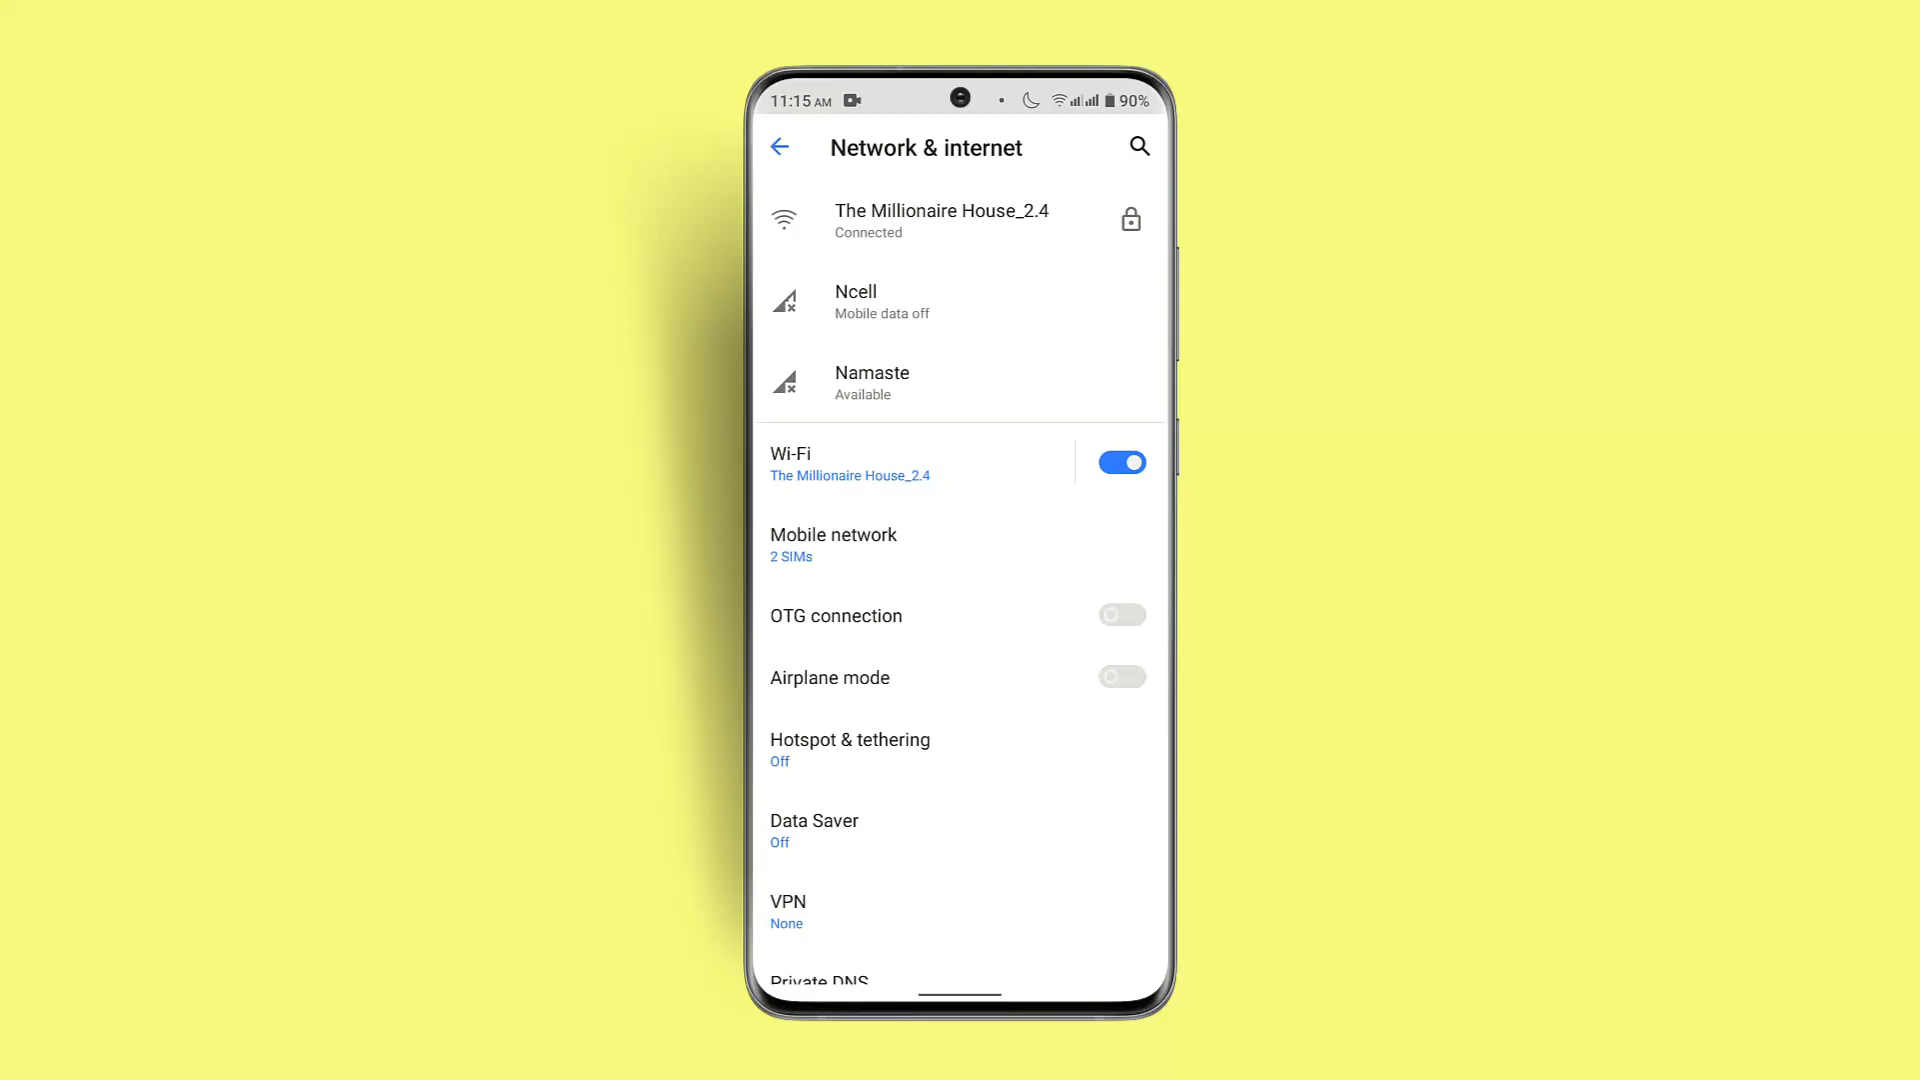 11:15 AM 90%
Network & internet
The Millionaire House_2.4
Connected
Ncell
Mobile data off
Namaste
Available
Wi-Fi
The Millionaire House_2.4
Mobile network
2 SIMs
OTG connection
Airplane mode
Hotspot & tethering
Off
Data Saver
Off
VPN
None
Private DNS